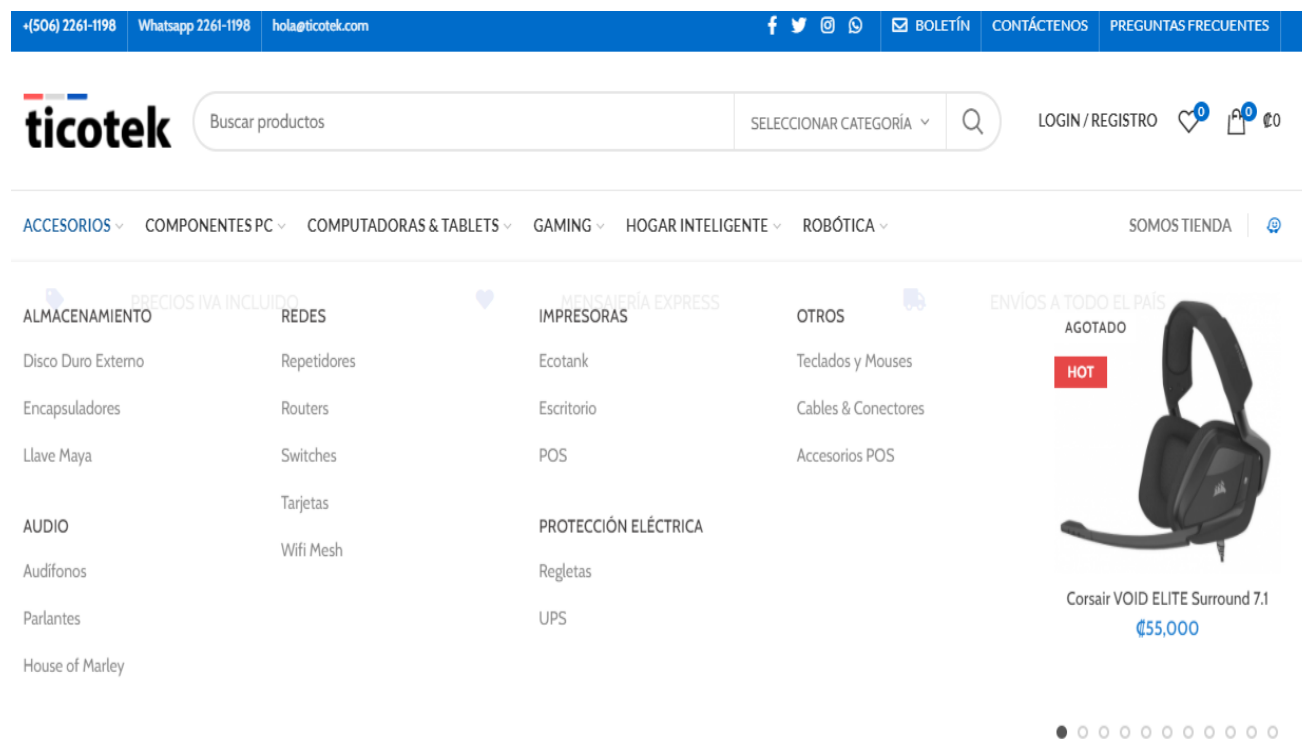 +(506) 2261-1198 Whatsapp 2261-1198 hola@ticotek.com BOLETÍN CONTÁCTENOS PREGUNTAS FRECUENTES
ticotek Buscar productos SELECCIONAR CATEGORÍA LOGIN / REGISTRO 0 0 ₡0
ACCESORIOS COMPONENTES PC COMPUTADORAS & TABLETS GAMING HOGAR INTELIGENTE ROBÓTICA SOMOS TIENDA
PRECIOS IVA INCLUIDO MENSAJERÍA EXPRESS ENVÍOS A TODO EL PAÍS
ALMACENAMIENTO
Disco Duro Externo
Encapsuladores
Llave Maya
AUDIO
Audífonos
Parlantes
House of Marley
REDES
Repetidores
Routers
Switches
Tarjetas
Wifi Mesh
IMPRESORAS
Ecotank
Escritorio
POS
PROTECCIÓN ELÉCTRICA
Regletas
UPS
OTROS
Teclados y Mouses
Cables & Conectores
Accesorios POS
AGOTADO
HOT
Corsair VOID ELITE Surround 7.1
₡55,000